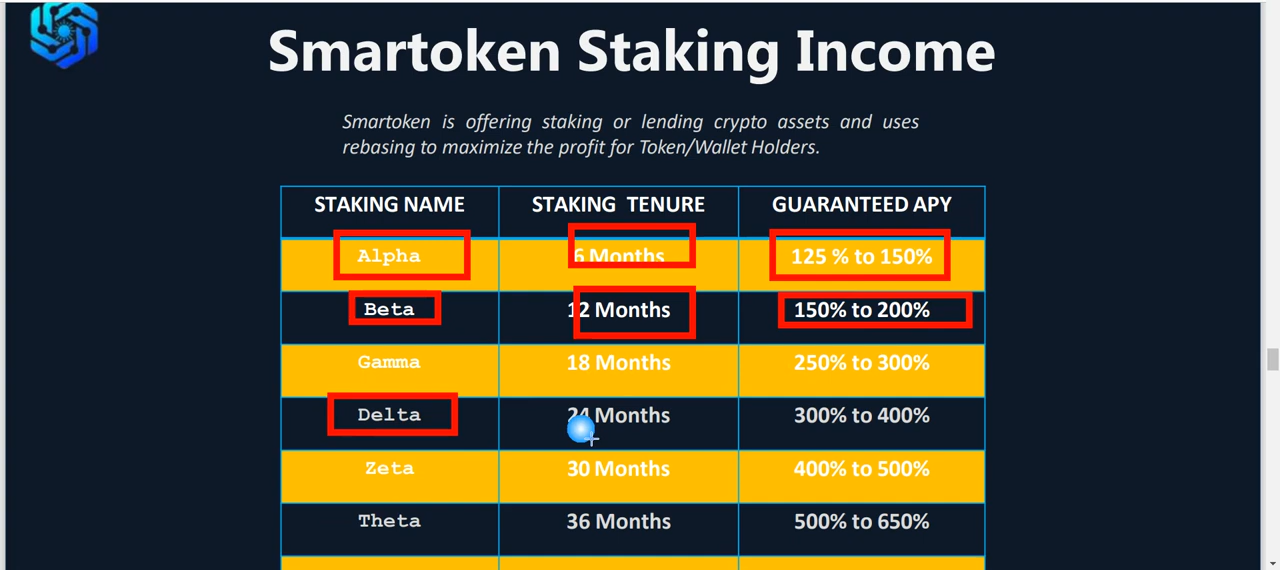 Smartoken Staking Income
Smartoken is offering staking or lending crypto assets and uses
rebasing to maximize the profit for Token/Wallet Holders.
STAKING NAME STAKING TENURE GUARANTEED APY
Alpha 6 Months 125 % to 150%
Beta 12 Months 150% to 200%
Gamma 18 Months 250% to 300%
Delta 24 Months 300% to 400%
Zeta 30 Months 400% to 500%
Theta 36 Months 500% to 650%